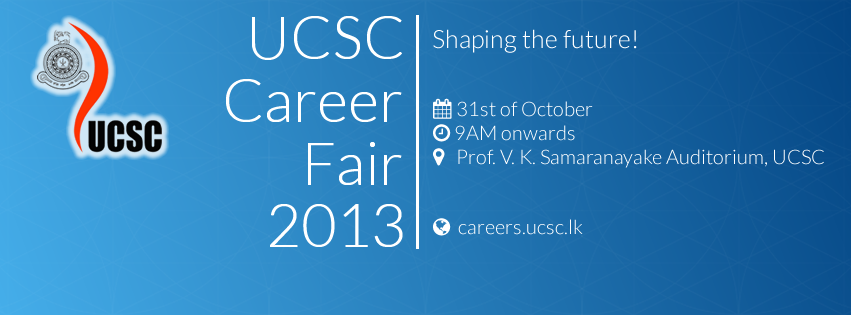 UCSC
UCSC
Career
Fair
2013
Shaping the future!
31st of October
9AM onwards
Prof. V. K. Samaranayake Auditorium, UCSC
careers.ucsc.lk